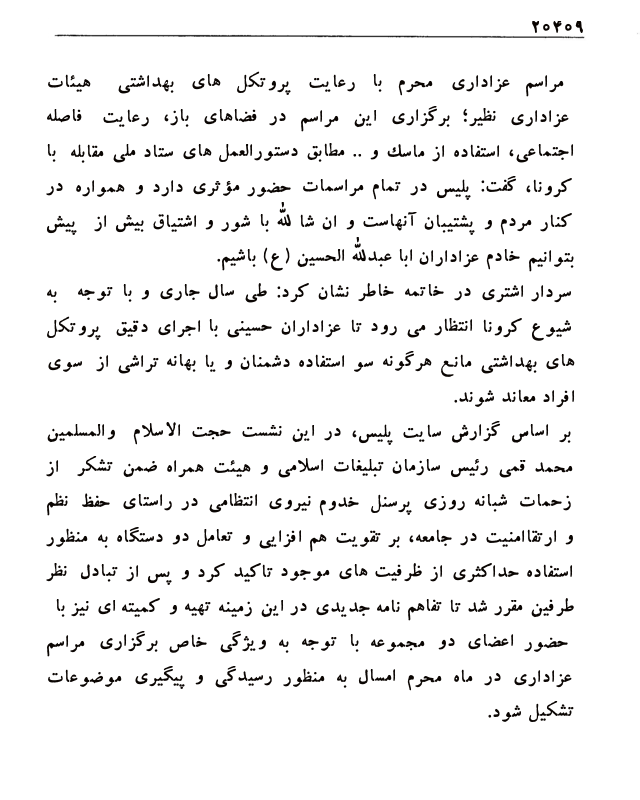 ۲۰۴۰۹
مراسم عزاداری محرم با رعایت پروتکل های بهداشتی هیئات
عزاداری نظیر؛ برگزاری این مراسم در فضاهای باز، رعایت فاصله
اجتماعی، استفاده از ماسك و .. مطابق دستورالعمل های ستاد ملی مقابله با
کرونا، گفت: پلیس در تمام مراسمات حضور مؤثری دارد و همواره در
کنار مردم و پشتیبان آنهاست و ان شا لله با شور و اشتیاق بیش از پیش
بتوانیم خادم عزاداران ابا عبدلله الحسین (ع) باشیم.
سردار اشتری در خاتمه خاطر نشان کرد: طی سال جاری و با توجه به
شیوع کرونا انتظار می رود تا عزاداران حسینی با اجرای دقیق پروتکل
های بهداشتی مانع هرگونه سو استفاده دشمنان و یا بهانه تراشی از سوی
افراد معاند شوند.
بر اساس گزارش سایت پلیس، در این نشست حجت الاسلام والمسلمین
محمد قمی رئیس سازمان تبلیغات اسلامی و هیئت همراه ضمن تشکر از
زحمات شبانه روزی پرسنل خدوم نیروی انتظامی در راستای حفظ نظم
و ارتقاامنیت در جامعه، بر تقویت هم افزایی و تعامل دو دستگاه به منظور
استفاده حداکثری از ظرفیت های موجود تاکید کرد و پس از تبادل نظر
طرفین مقرر شد تا تفاهم نامه جدیدی در این زمینه تهیه و کمیته ای نیز با
حضور اعضای دو مجموعه با توجه به ویژگی خاص برگزاری مراسم
عزاداری در ماه محرم امسال به منظور رسیدگی و پیگیری موضوعات
تشکیل شود.